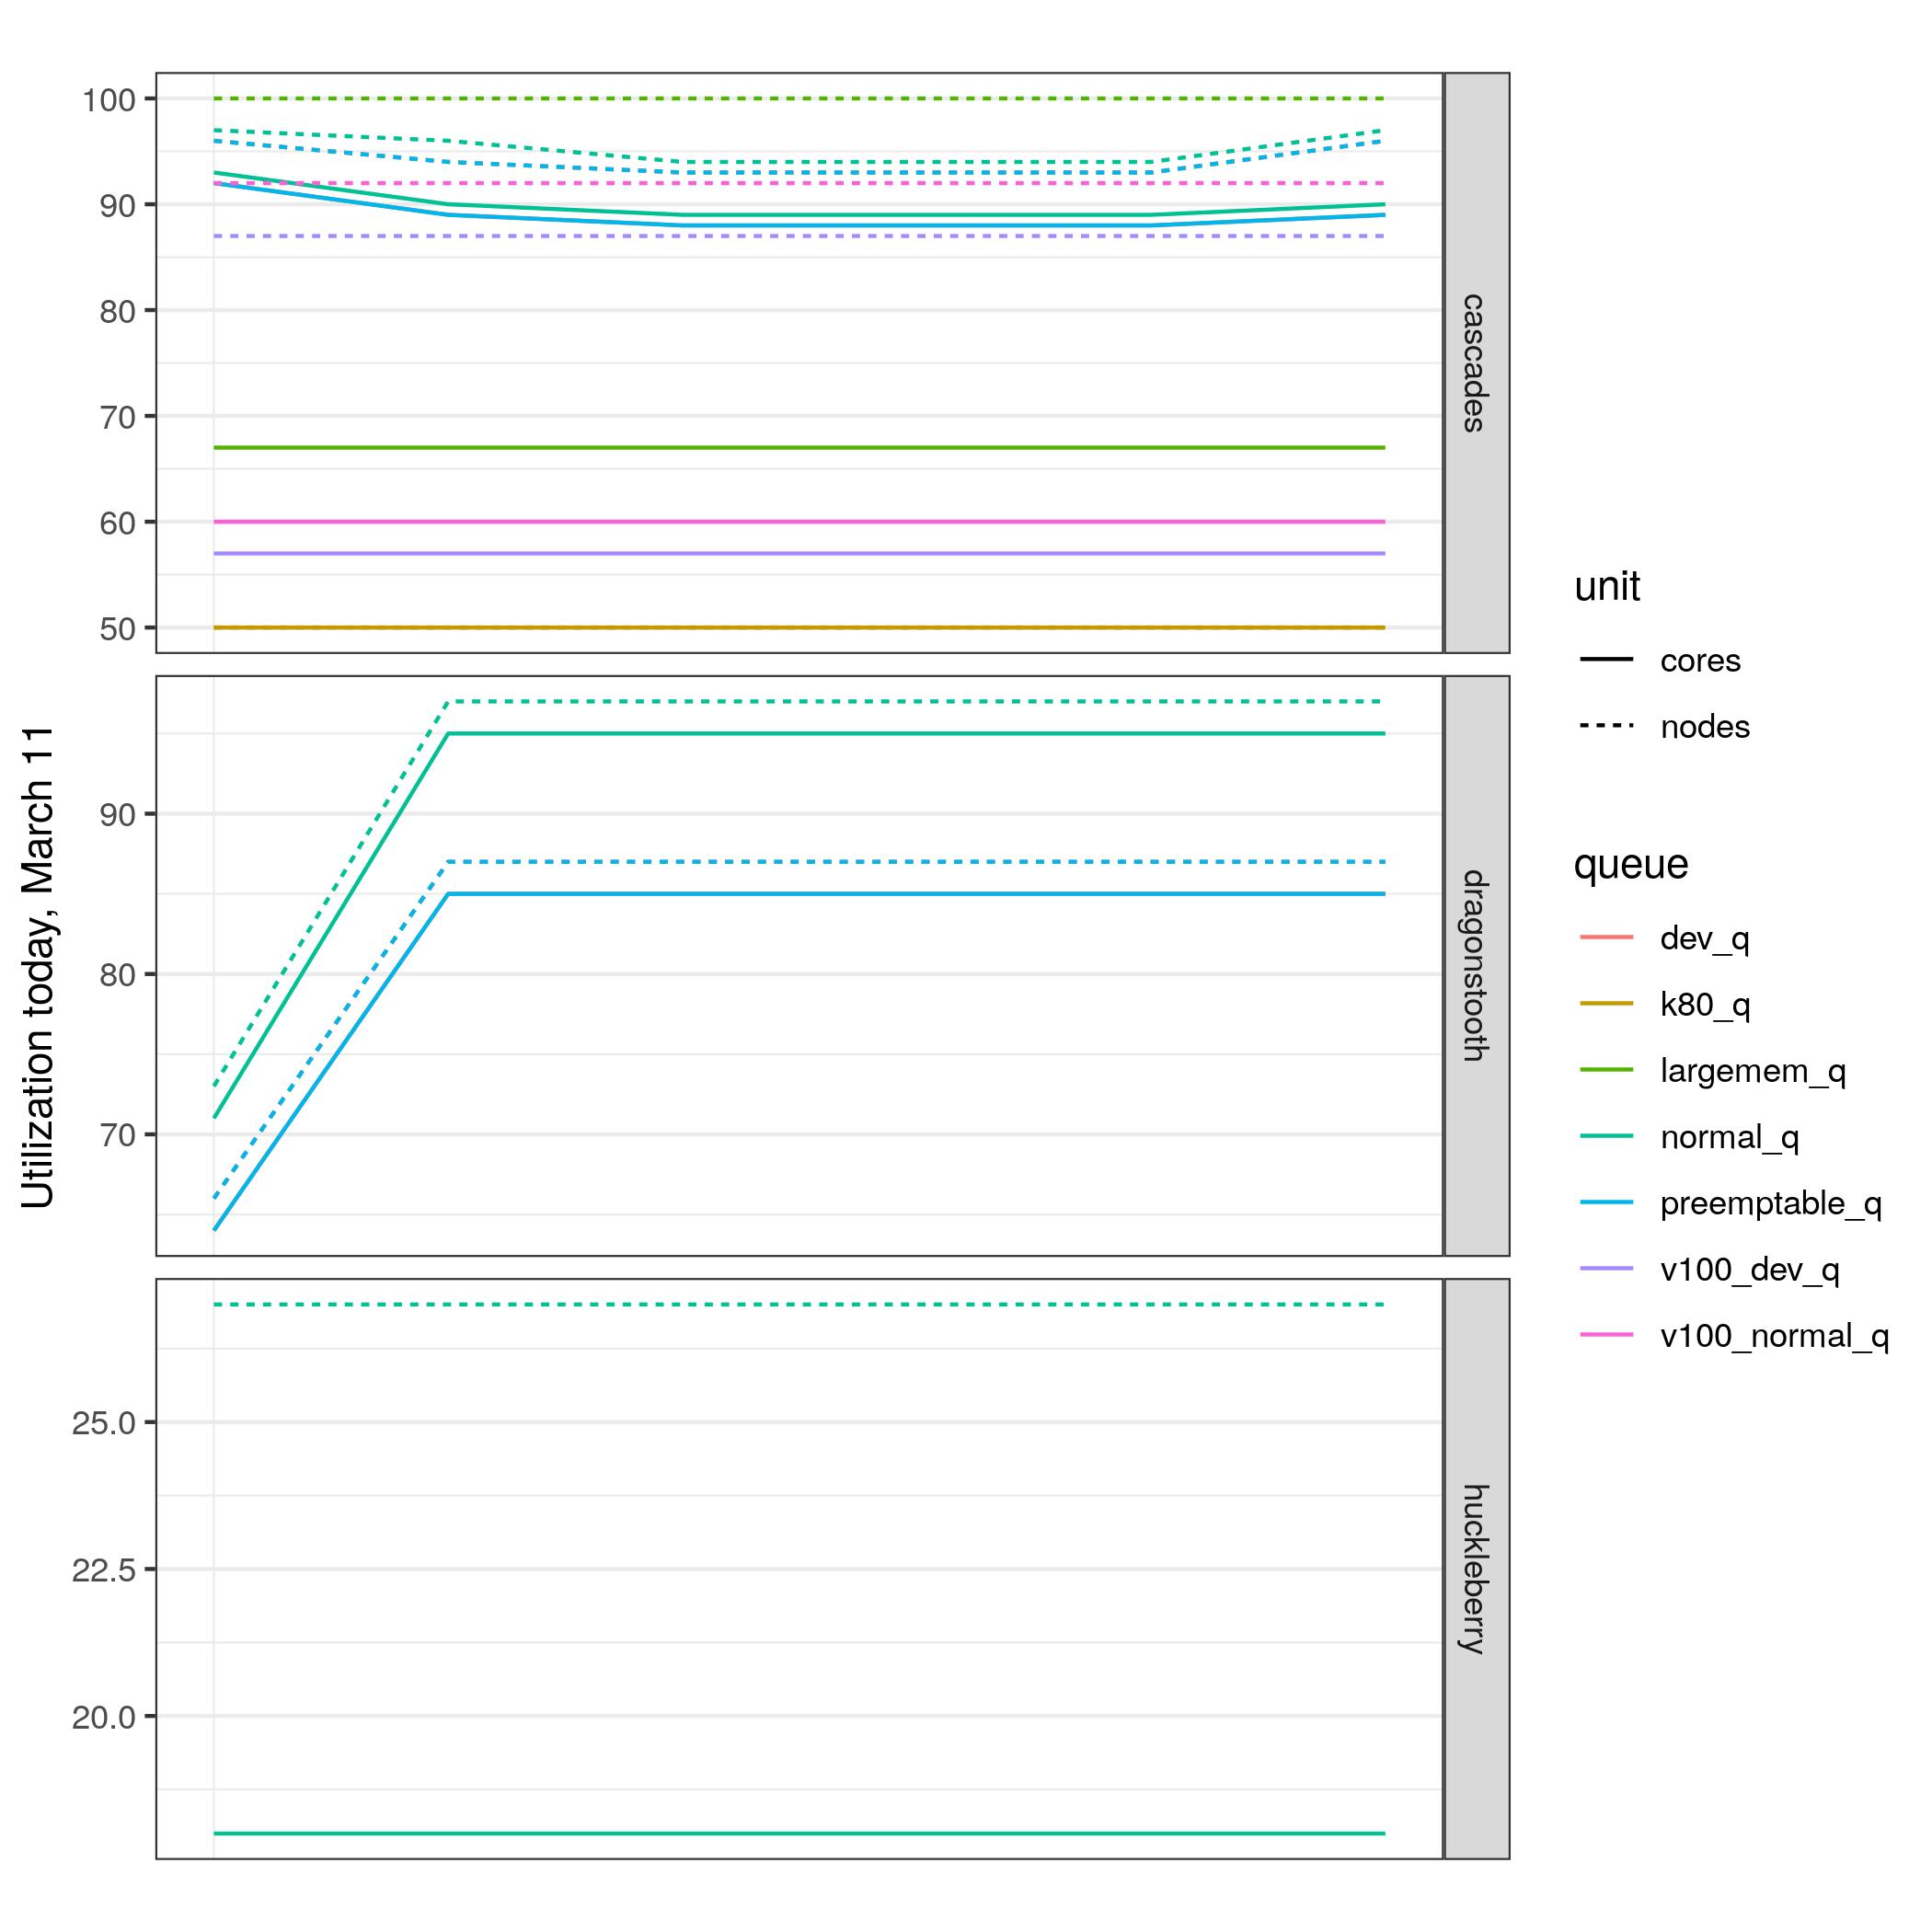 Utilization today, March 11
100
90
80
70
60
50
cascades
90
80
70
dragonstooth
25.0
22.5
20.0
huckleberry
unit
cores
nodes
queue
dev_q
k80_q
largemem_q
normal_q
preemptable_q
v100_dev_q
v100_normal_q